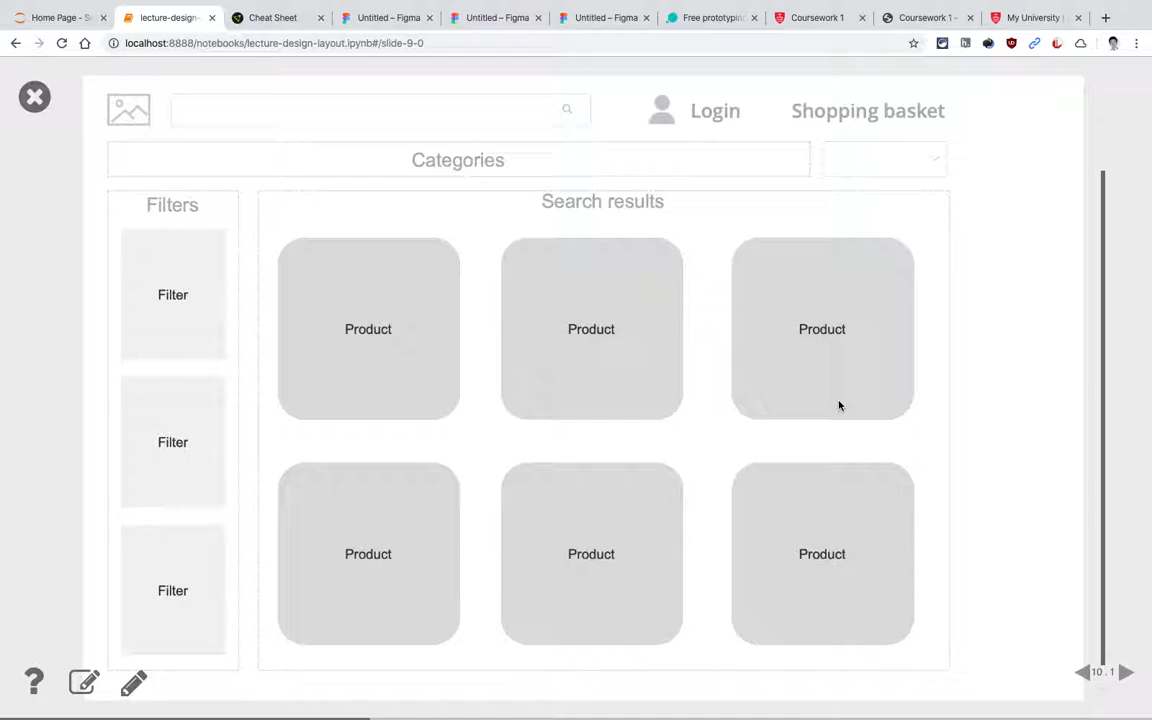 Home Page - S
lecture-design-
Cheat Sheet
Untitled – Figma
Untitled – Figma
Untitled – Figma
Free prototypin
Coursework 1
Coursework 1 -
My University
localhost:8888/notebooks/lecture-design-layout.ipynb#/slide-9-0
Login
Shopping basket
Categories
Filters
Search results
Filter
Product
Product
Product
Filter
Product
Product
Product
Filter
?
10 . 1